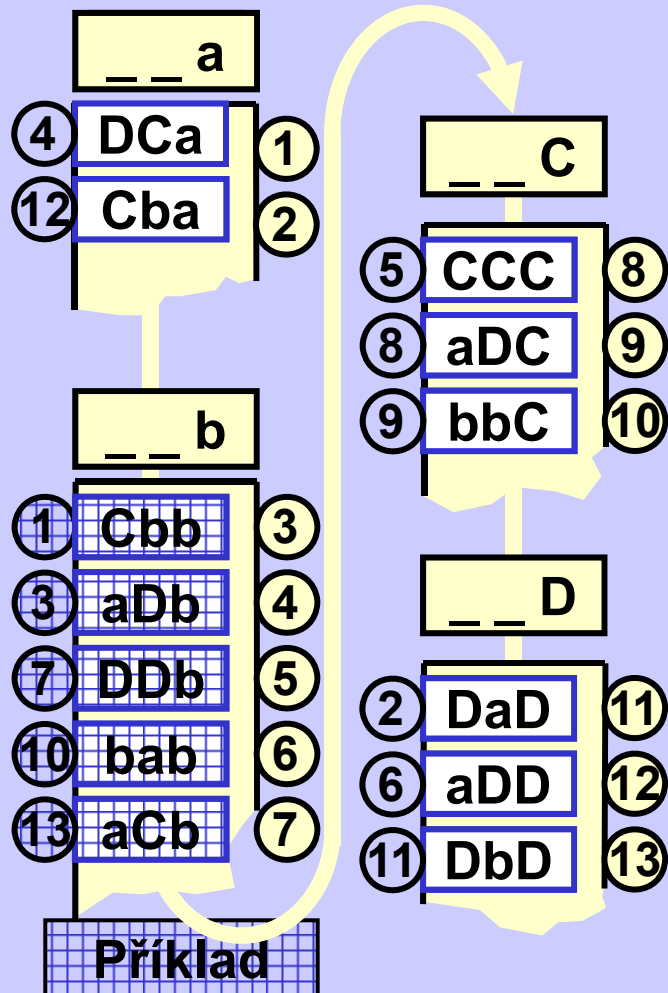 _ _ a
4 DCa 1
12 Cba 2
_ _ b
1 Cbb 3
3 aDb 4
7 DDb 5
10 bab 6
13 aCb 7
Příklad
_ _ C
5 CCC 8
8 aDC 9
9 bbC 10
_ _ D
2 DaD 11
6 aDD 12
11 DbD 13